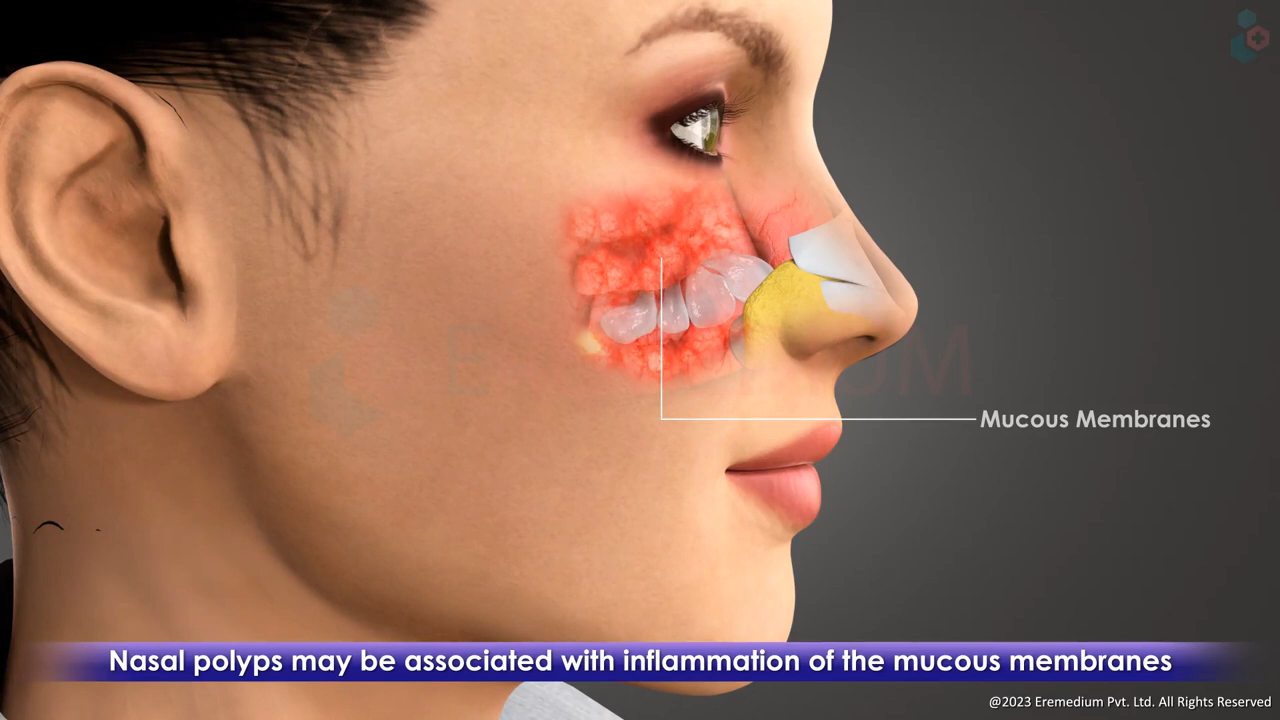 Mucous Membranes
Nasal polyps may be associated with inflammation of the mucous membranes
@2023 Eremedium Pvt. Ltd. All Rights Reserved